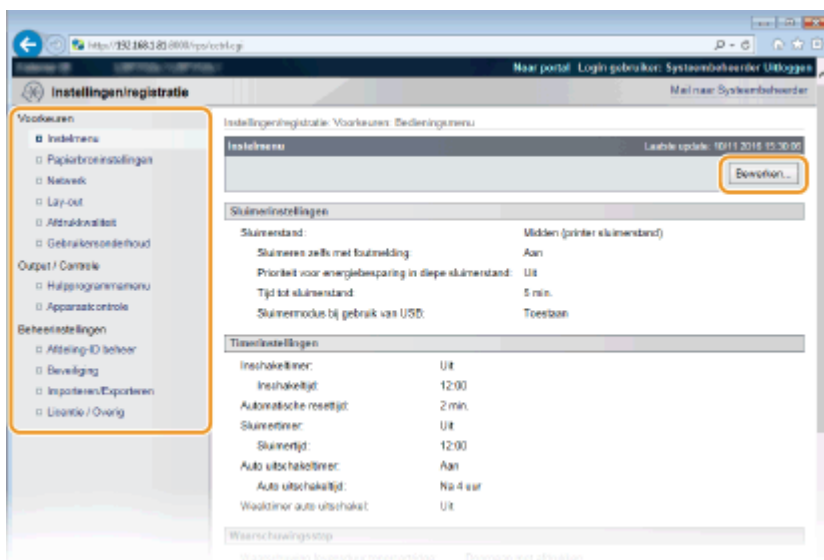 http://192.168.1.81:8000/rps/
Naar portal Login gebruiker: Systeembeheerder Uitloggen
Instellingen/registratie
Mail naar Systeembeheerder
Voorkeuren
Instelmenu
Papierbroninstellingen
Netwerk
Lay-out
Afdrukkwaliteit
Gebruikersonderhoud
Output / Controle
Hulpprogrammamenu
Apparaatcontrole
Beheerinstellingen
Afdeling-ID beheer
Beveiliging
Importeren/Exporteren
Licentie / Overig
Instellingen/registratie: Voorkeuren: Bedieningsmenu
Instelmenu
Laatste update: 10/11 2016 15:30:06
Bewerken...
Sluimerinstellingen
Sluimerstand: Midden (printer sluimerstand)
Sluimeren zelfs met foutmelding: Aan
Prioriteit voor energiebesparing in diepe sluimerstand: Uit
Tijd tot sluimerstand: 5 min.
Sluimermodus bij gebruik van USB: Toestaan
Timerinstellingen
Inschakeltimer: Uit
Inschakeltijd: 12:00
Automatische resettijd: 2 min.
Sluimertimer: Uit
Sluimertijd: 12:00
Auto uitschakeltimer: Aan
Auto uitschakeltijd: Na 4 uur
Weektimer auto uitschakel: Uit
Waarschuwingsstap